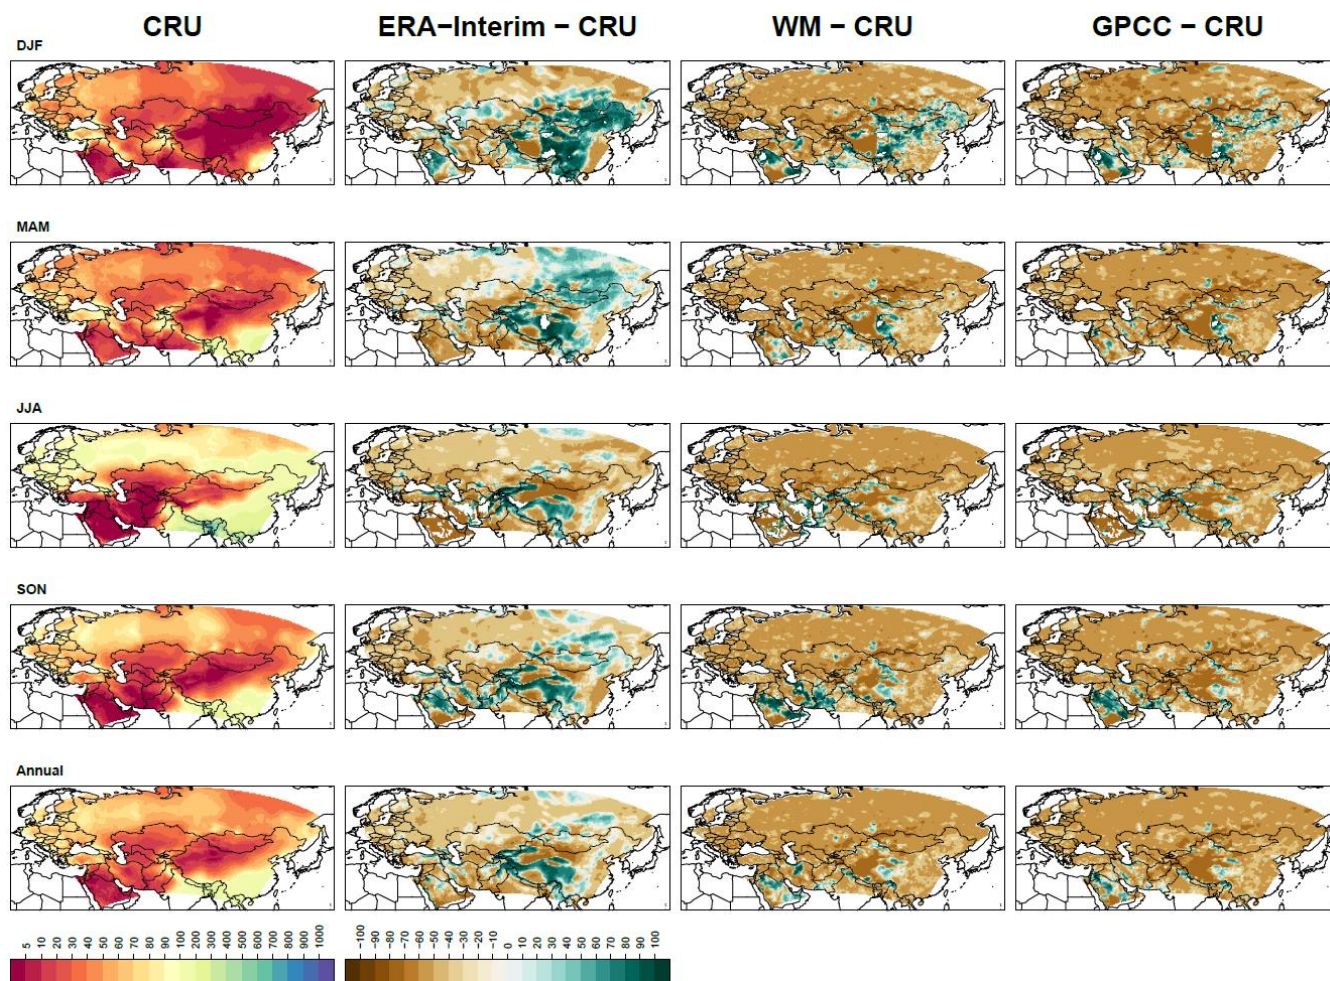 CRU ERA−Interim − CRU WM − CRU GPCC − CRU
DJF
MAM
JJA
SON
Annual
5 10 20 30 40 50 60 70 80 90 100 200 300 400 500 600 700 800 900 1000
−100 −90 −80 −70 −60 −50 −40 −30 −20 −10 0 10 20 30 40 50 60 70 80 90 100